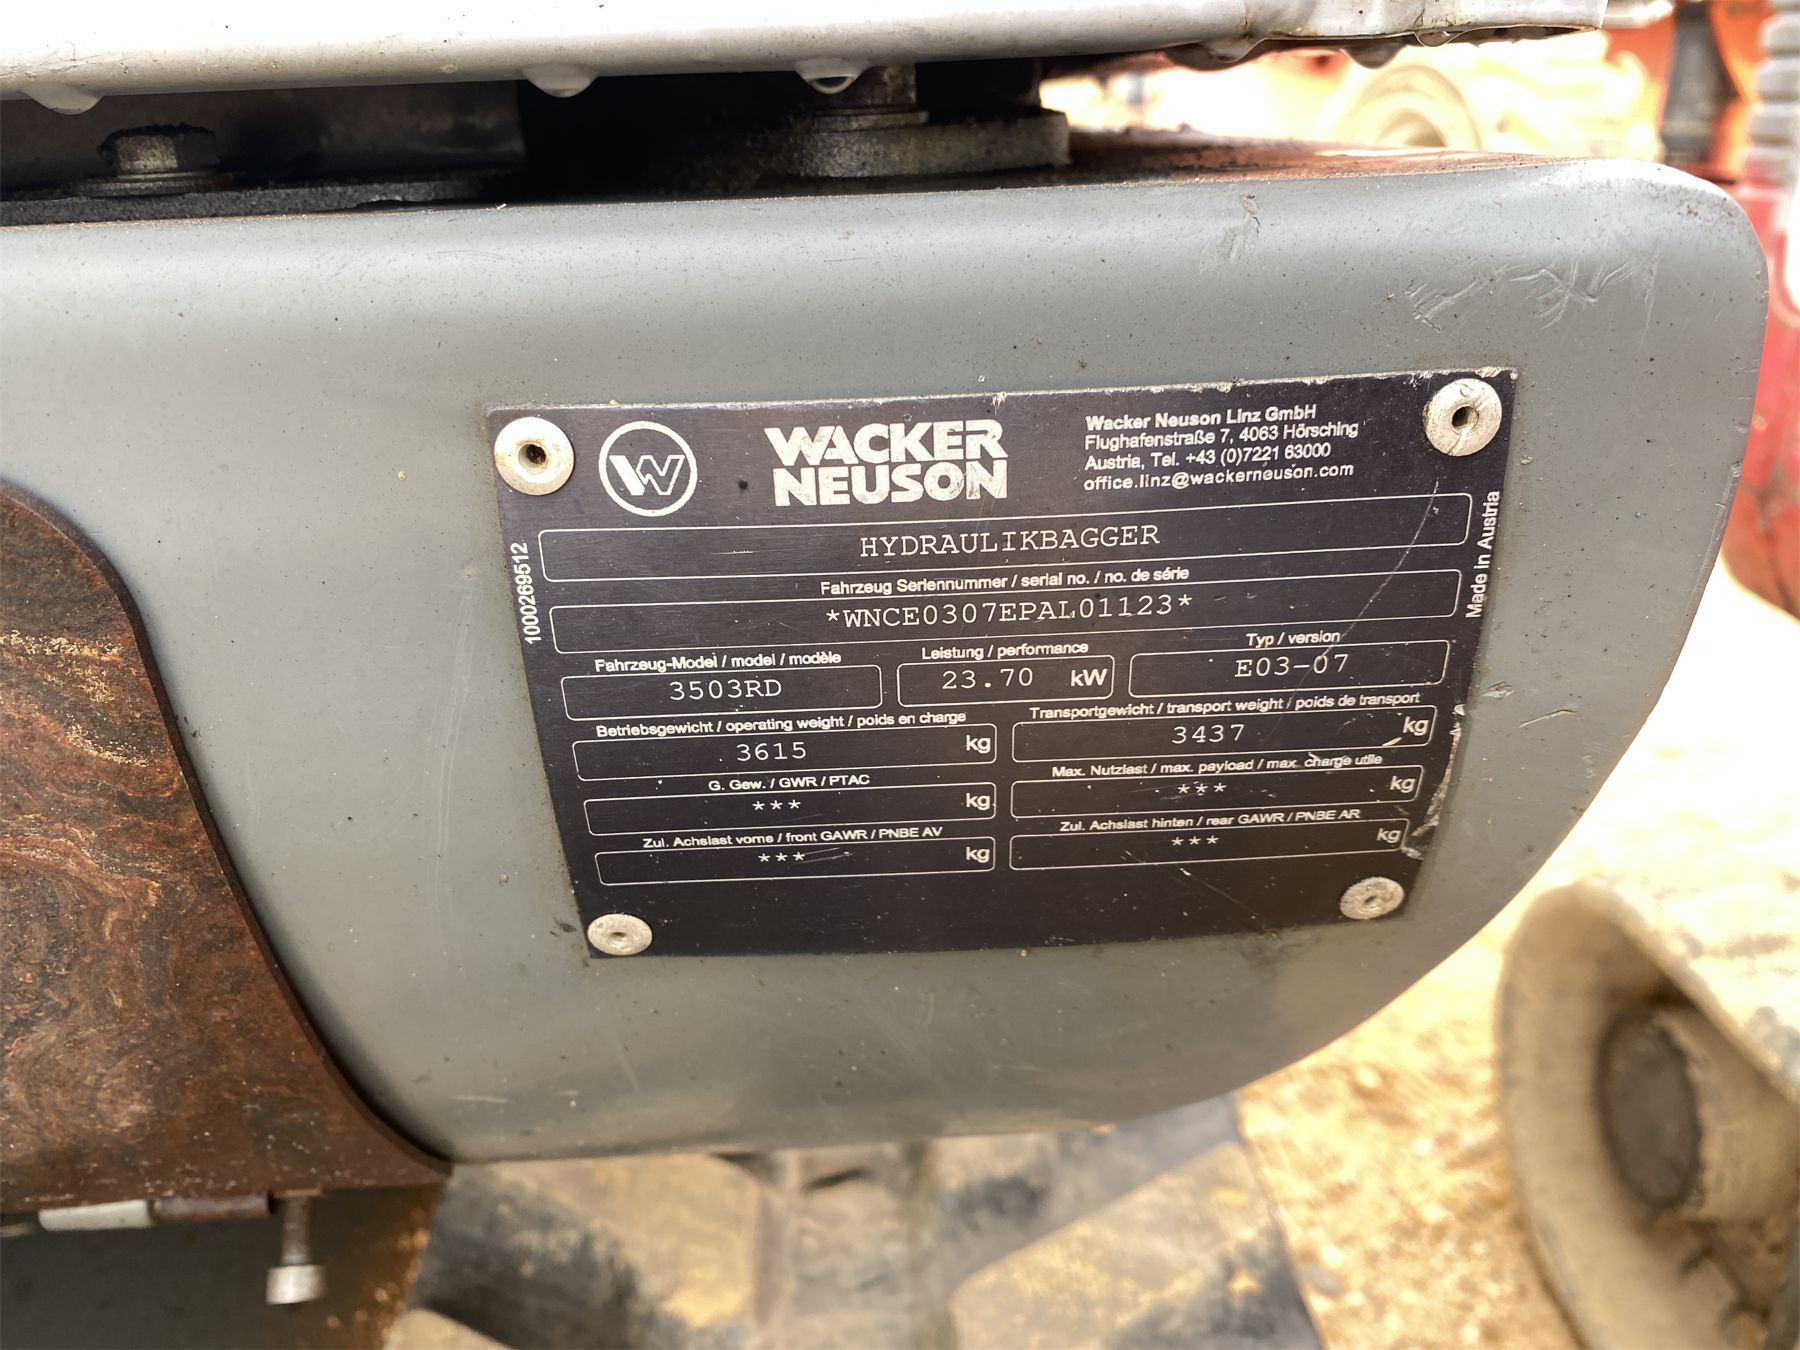 WACKER
NEUSON
Wacker Neuson Linz GmbH
Flughafenstraße 7, 4063 Hörsching
Austria, Tel. +43 (0)7221 63000
office.linz@wackerneuson.com
HYDRAULIKBAGGER
Fahrzeug Seriennummer / serial no. / no. de série
*WNCE0307EPAL01123*
Fahrzeug-Model / model / modèle
3503RD
Leistung / performance
23.70 kW
Typ / version
E03-07
Betriebsgewicht / operating weight / poids en charge
3615 kg
Transportgewicht / transport weight / poids de transport
3437 kg
G. Gew. / GWR / PTAC
*** kg
Max. Nutzlast / max. payload / max. charge utile
*** kg
Zul. Achslast vorne / front GAWR / PNBE AV
*** kg
Zul. Achslast hinten / rear GAWR / PNBE AR
*** kg
1000269512
Made in Austria